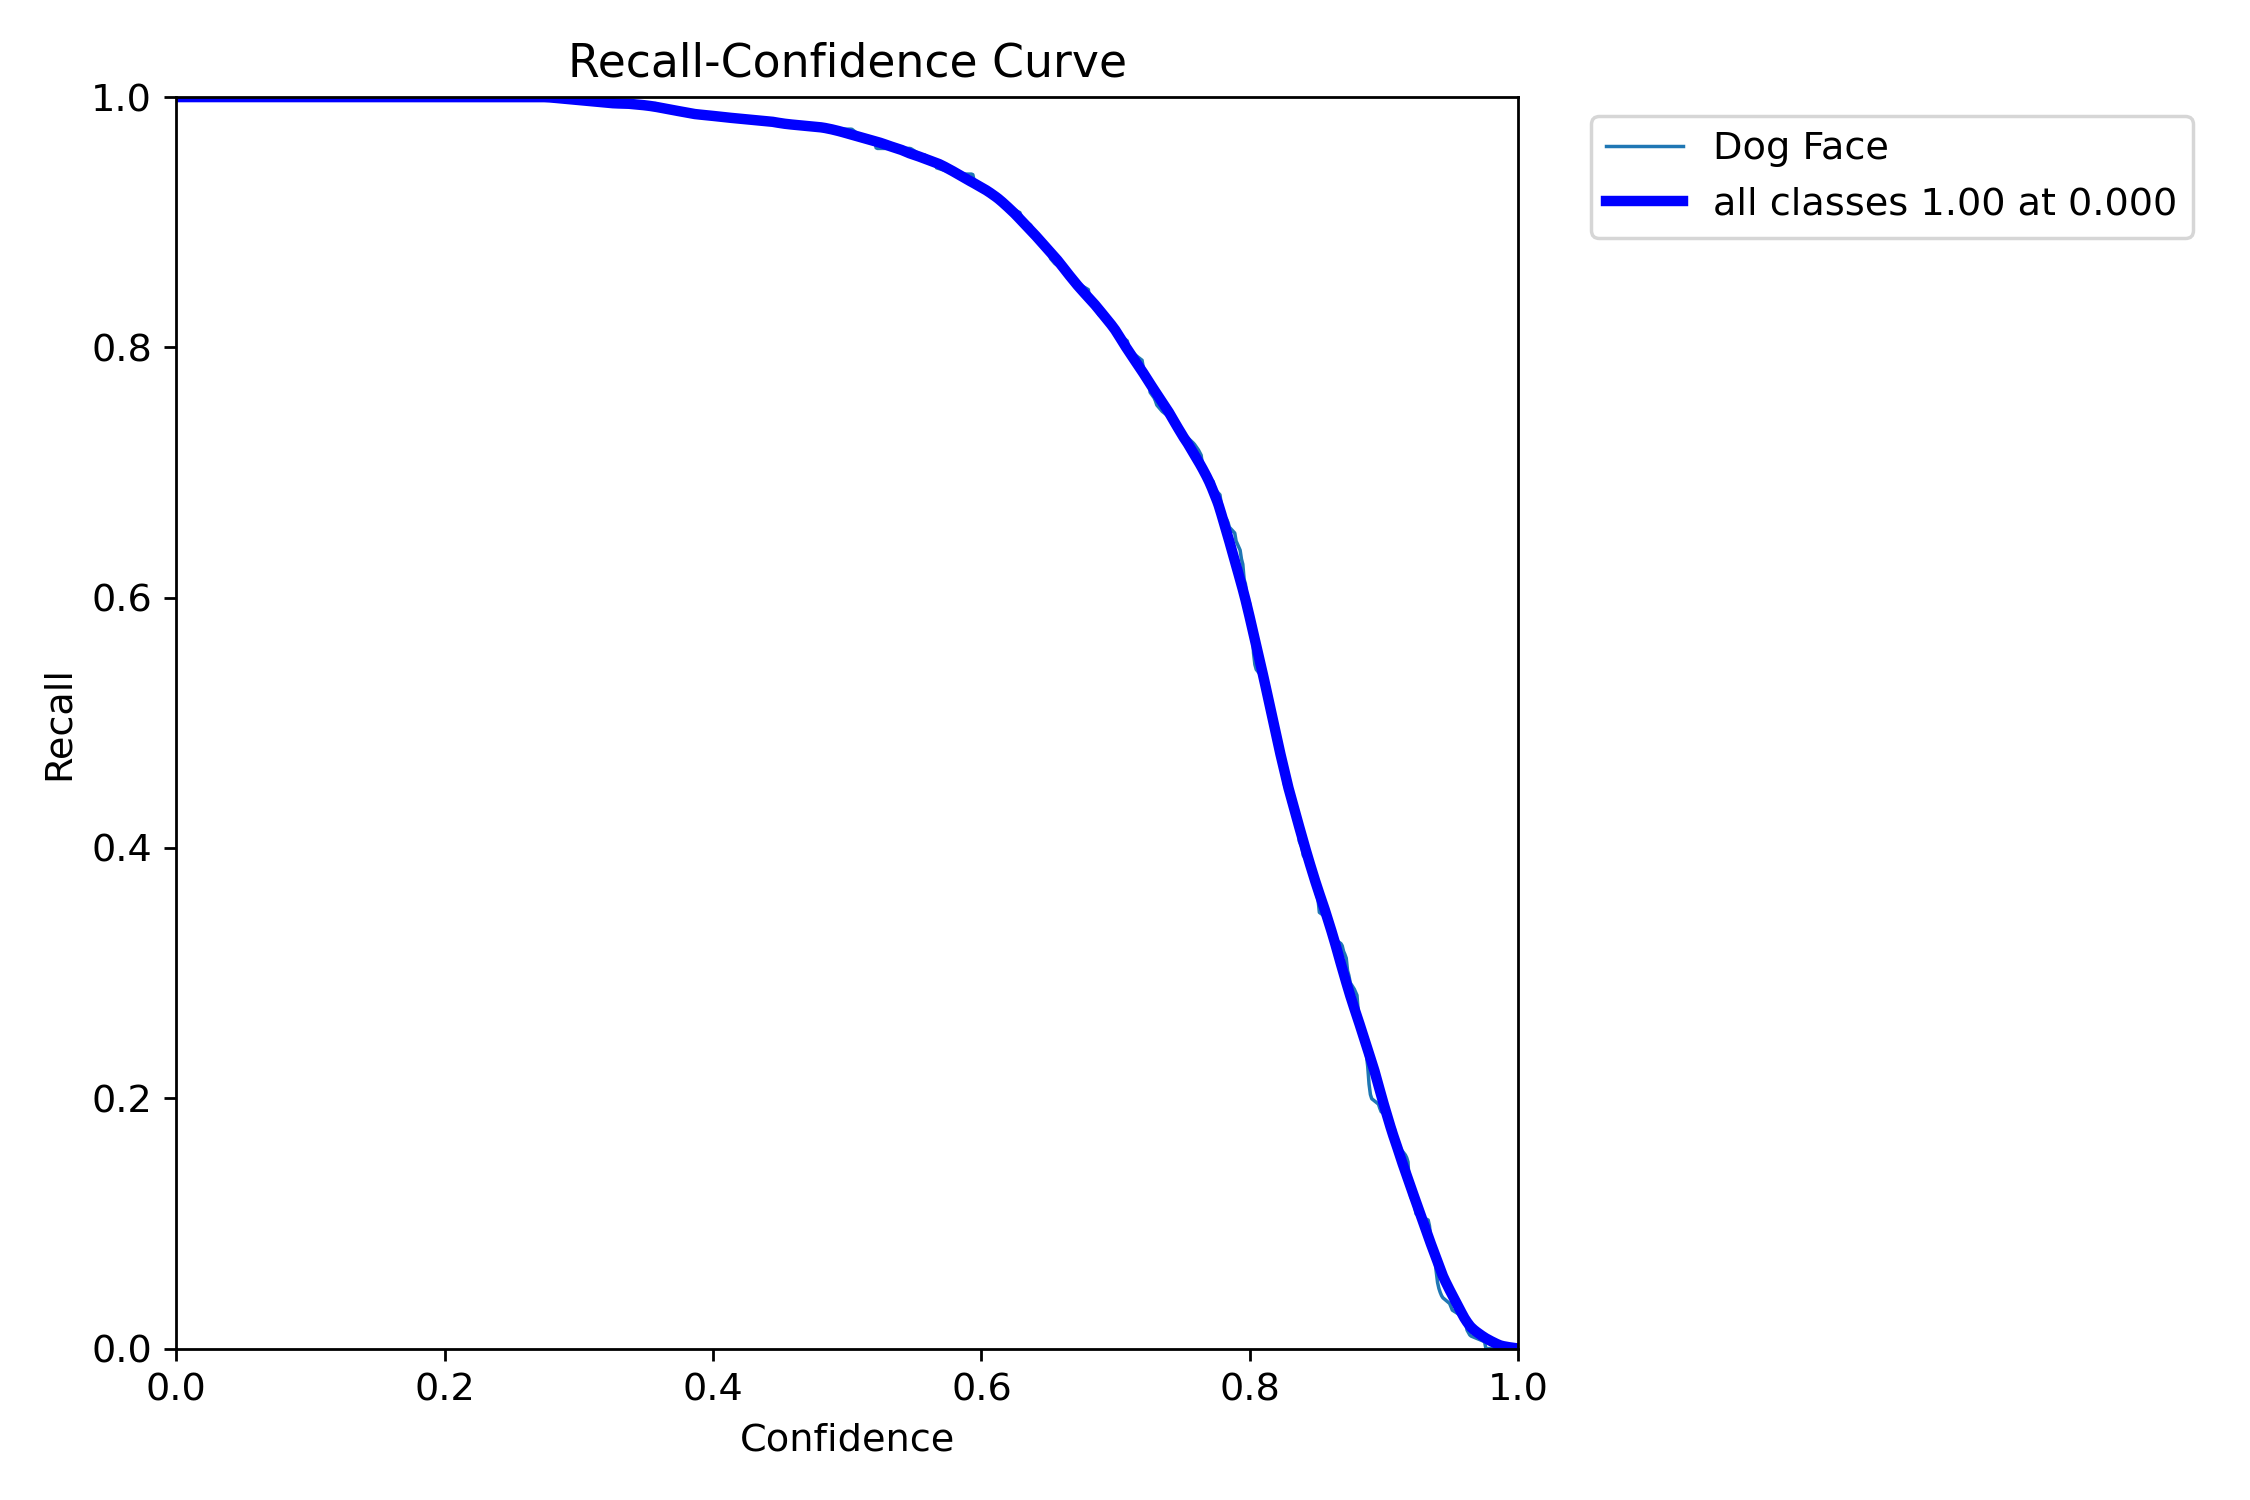 Recall-Confidence Curve
1.0
0.8
0.6
0.4
0.2
0.0
Recall
0.0 0.2 0.4 0.6 0.8 1.0
Confidence
Dog Face
all classes 1.00 at 0.000